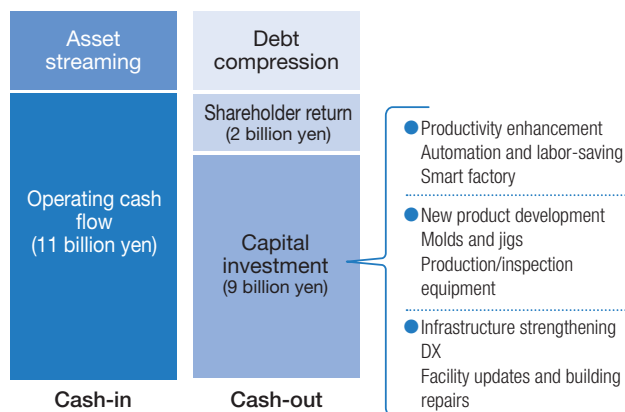 Asset
streaming
Operating cash
flow
(11 billion yen)
Cash-in
Debt
compression
Shareholder return
(2 billion yen)
Capital
investment
(9 billion yen)
Cash-out
●Productivity enhancement
Automation and labor-saving
Smart factory
●New product development
Molds and jigs
Production/inspection
equipment
●Infrastructure strengthening
DX
Facility updates and building
repairs